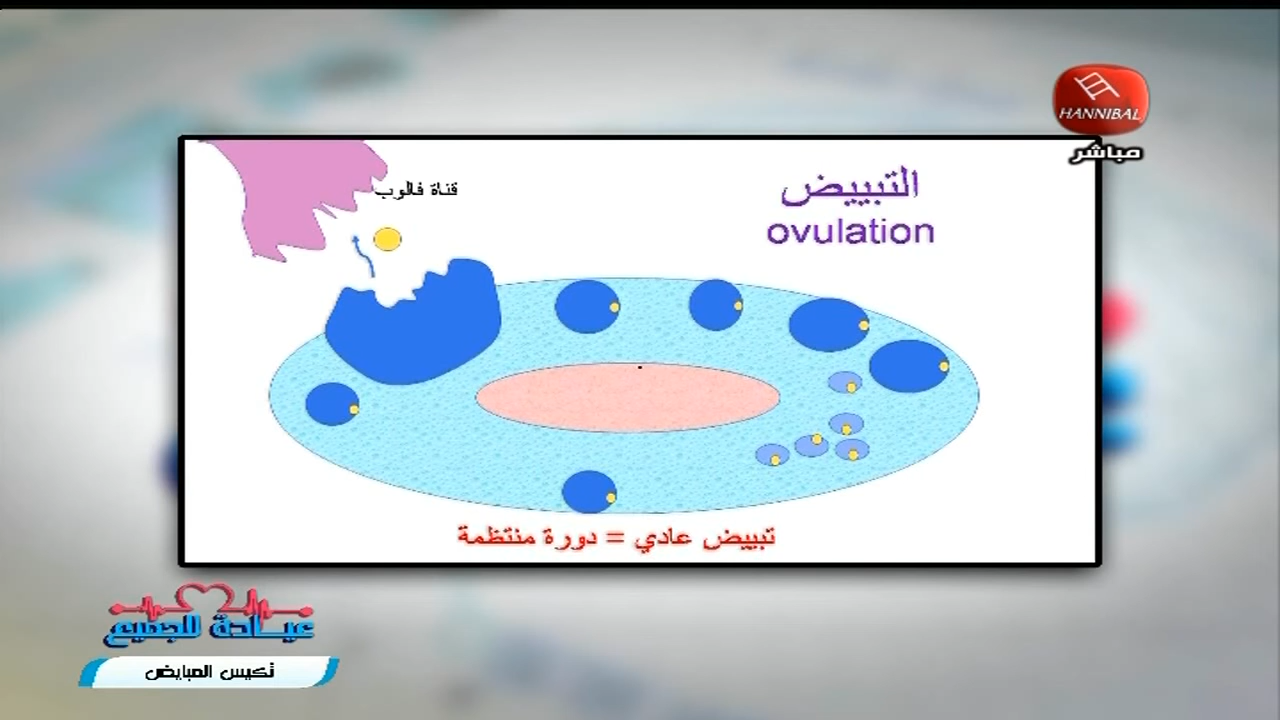 HANNIBAL
مباشر
التبييض
ovulation
قناة فالوب
تبييض عادي = دورة منتظمة
عيادة للجميع
تكيس المبايض